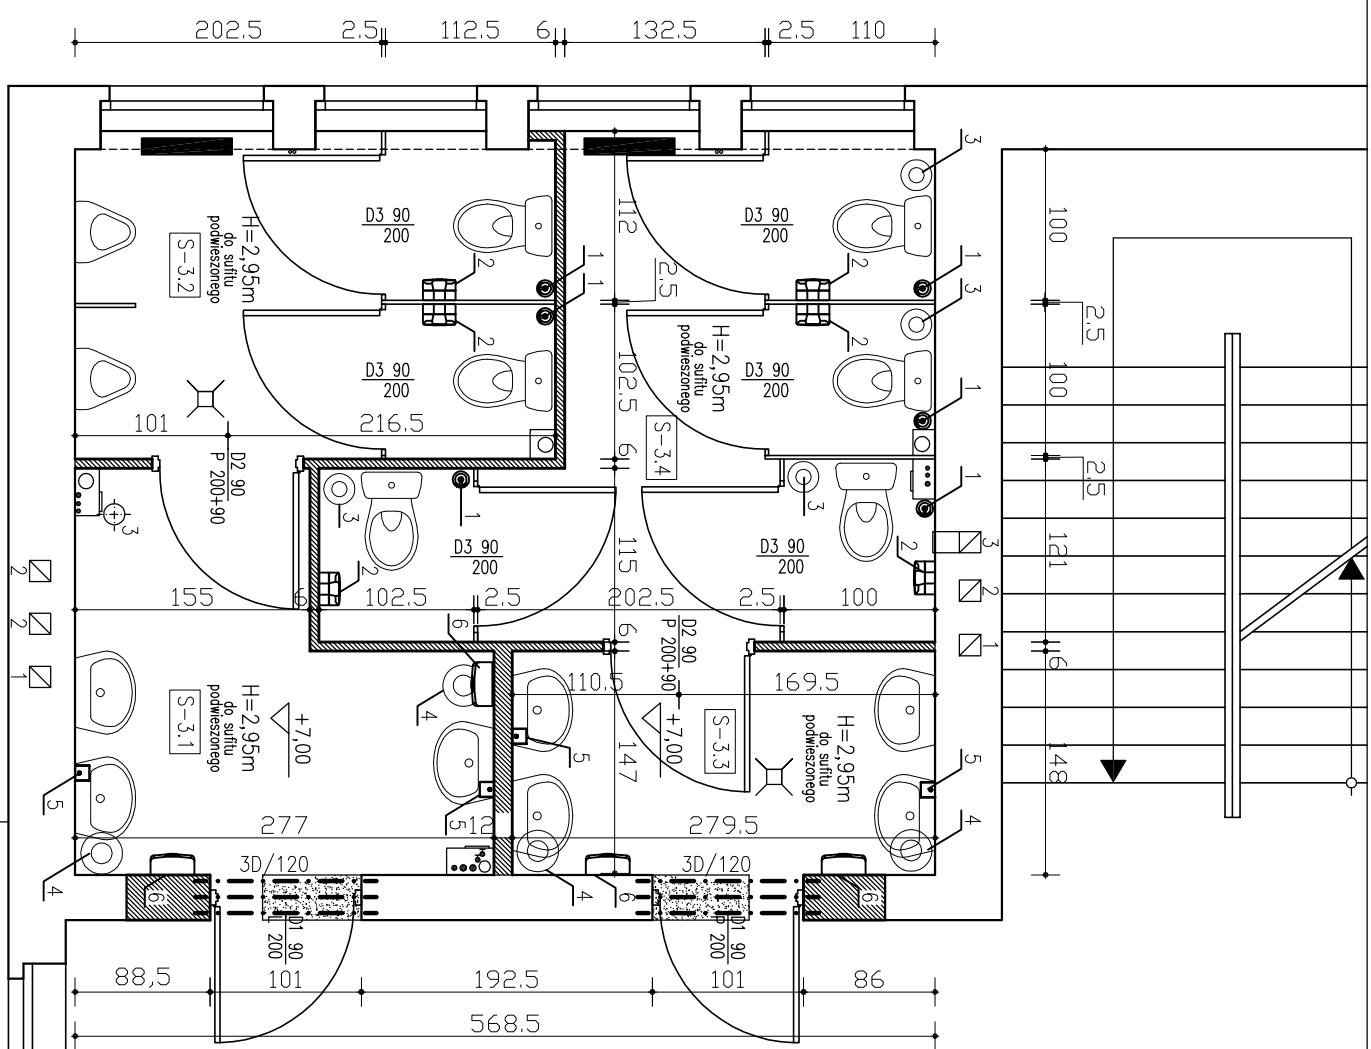 202.5 2.5 112.5 6 132.5 2.5 110
3
D3 90
200
D3 90
200
112
100
H=2,95m
do sufitu
podwieszonego
S-3.2
2
1
1
2.5
2
1
3
2.5
2
2
D3 90
200
102.5
H=2,95m
do sufitu
podwieszonego
S-3.4
D3 90
200
100
1
101
216.5
6
2.5
D2 90
P 200+90
3
3
1
3
1
D3 90
200
115
D3 90
200
2
3
121
2
2
2
155 6 102.5 2.5 202.5 2.5 100
2
6
6
D2 90
P 200+90
1
6
1
H=2,95m
do sufitu
podwieszonego
S-3.1
+7,00
4
110.5
169.5
+7,00
S-3.3
H=2,95m
do sufitu
podwieszonego
5
147
148
5
5
5
277
12
279.5
4
3D/120
3D/120
4
6
4
6
6
D1 90
L 200
D1 90
P 200
88,5 101 192.5 101 86
568.5